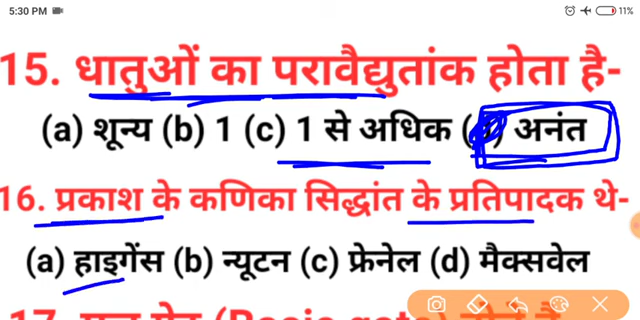 5:30 PM
11%
15. धातुओं का परावैद्युतांक होता है-
(a) शून्य (b) 1 (c) 1 से अधिक (d) अनंत
16. प्रकाश के कणिका सिद्धांत के प्रतिपादक थे-
(a) हाइगेंस (b) न्यूटन (c) फ्रेनेल (d) मैक्सवेल